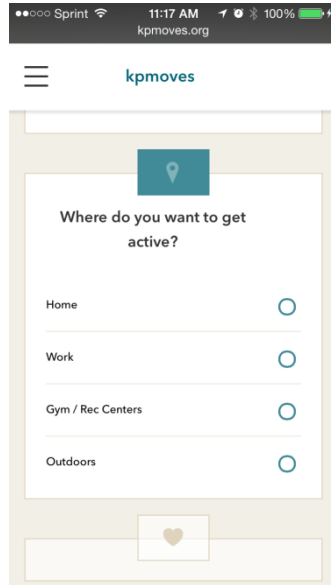 Sprint 11:17 AM 100%
kpmoves.org
kpmoves
Where do you want to get
active?
Home
Work
Gym / Rec Centers
Outdoors